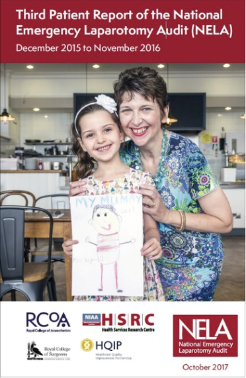 Third Patient Report of the National
Emergency Laparotomy Audit (NELA)
December 2015 to November 2016
MY MUMMY
RCOA
Royal College of Anaesthetists
NIAA
HSRC
Health Services Research Centre
Royal College
of Surgeons
HQIP
NELA
National Emergency
Laparotomy Audit
October 2017